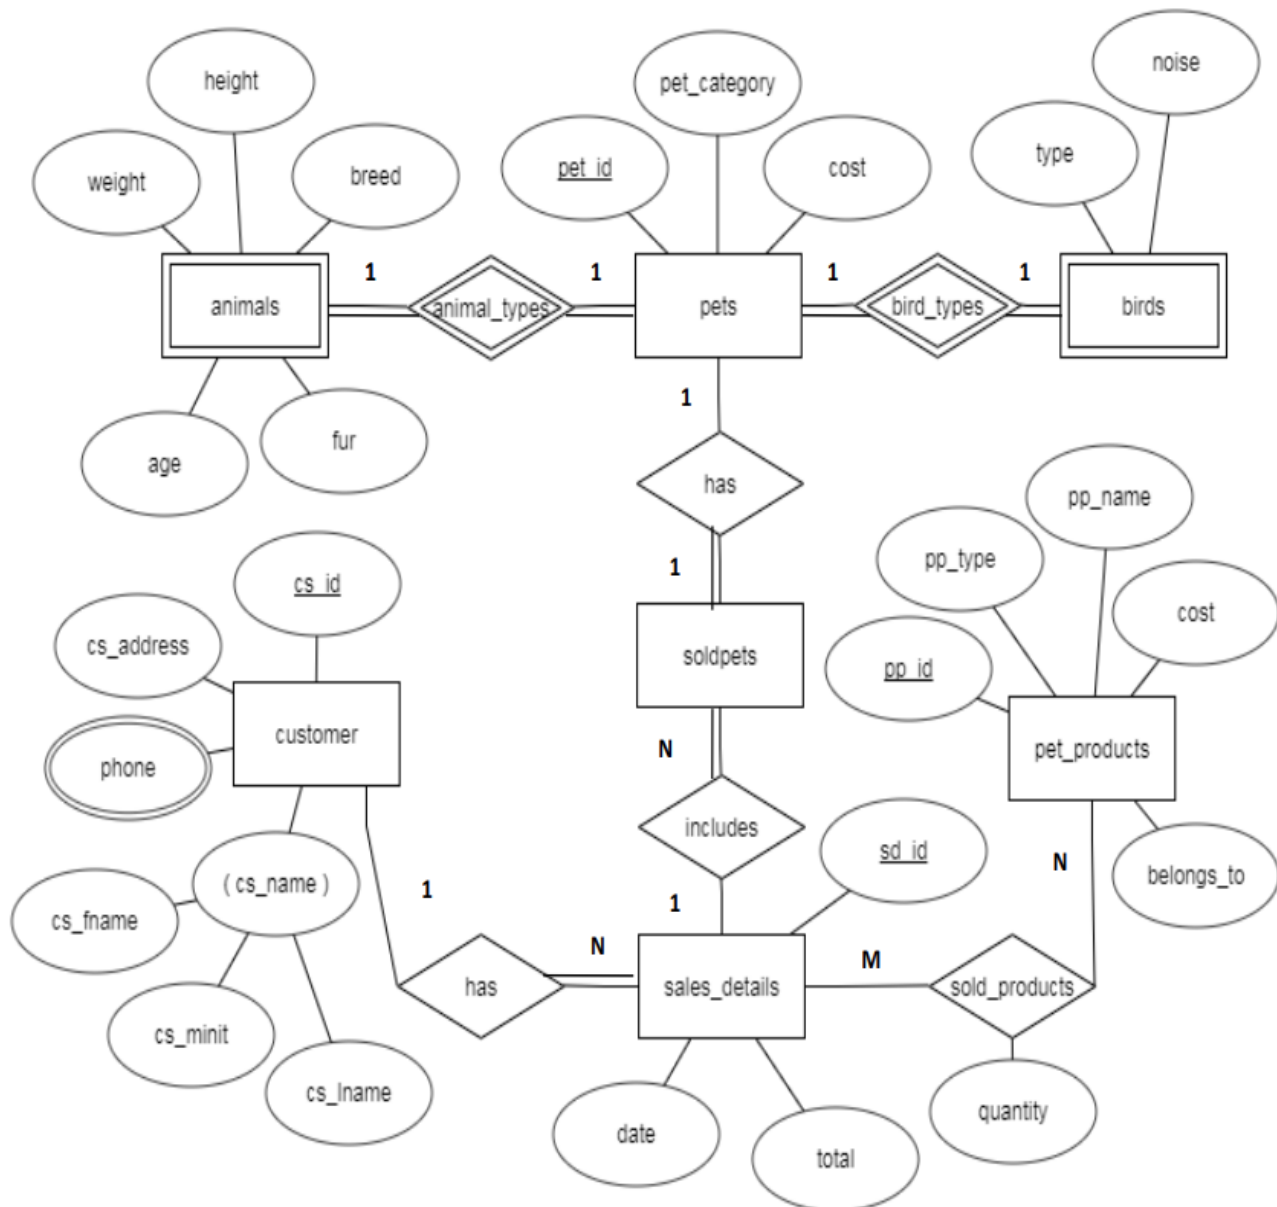 noise
height
pet_category
type
pet_id
cost
breed
weight
1
1
1
1
animals
animal_types
pets
bird_types
birds
1
fur
age
has
pp_name
pp_type
1
cs_id
cost
cs_address
soldpets
pp_id
customer
N
pet_products
phone
includes
sd_id
N
belongs_to
( cs_name )
1
1
cs_fname
N
M
has
sales_details
sold_products
cs_minit
cs_lname
quantity
date
total